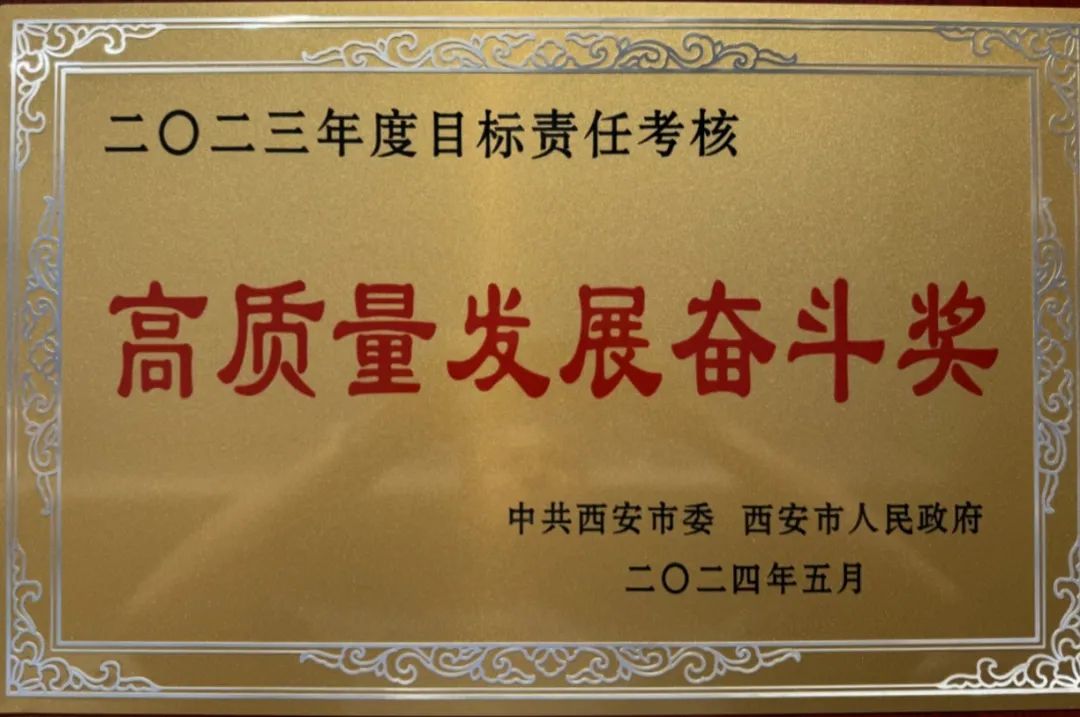 二〇二三年度目标责任考核
高质量发展奋斗奖
中共西安市委 西安市人民政府
二〇二四年五月